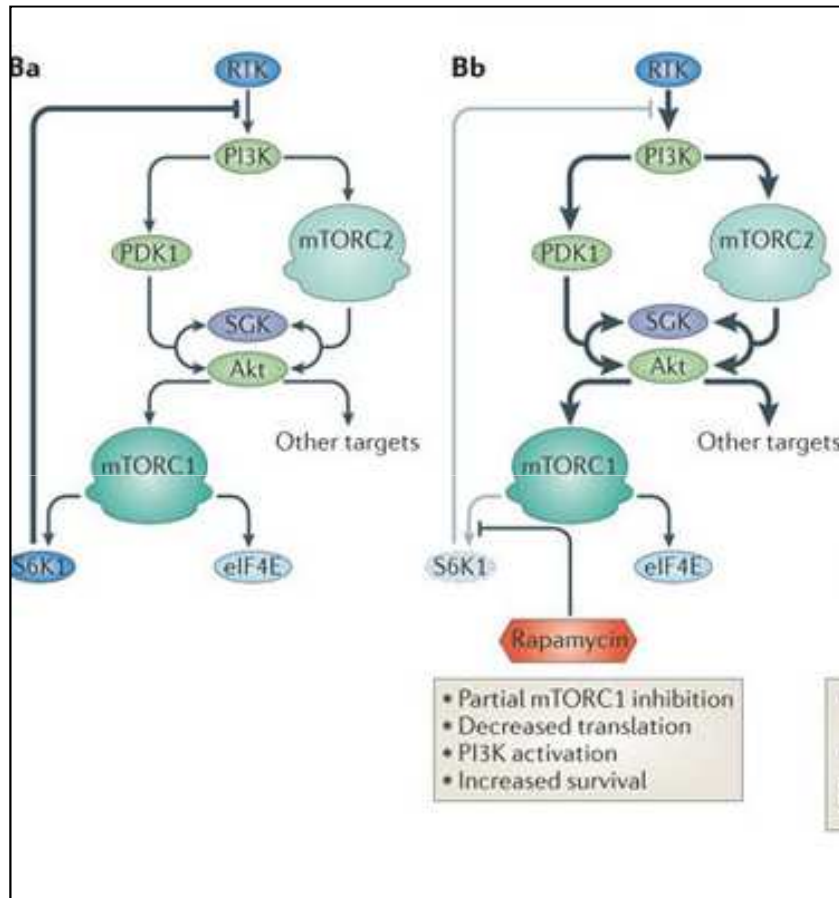 Ba
RTK
PI3K
PDK1
mTORC2
SGK
Akt
Other targets
mTORC1
S6K1
eIF4E
Bb
RTK
PI3K
PDK1
mTORC2
SGK
Akt
Other targets
mTORC1
S6K1
eIF4E
Rapamycin
• Partial mTORC1 inhibition
• Decreased translation
• PI3K activation
• Increased survival